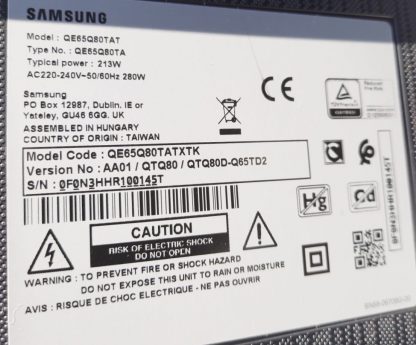 SAMSUNG
Model : QE65Q80TAT
Type No. : QE65Q80TA
Typical power : 213W
AC220-240V~50/60Hz 280W
Samsung
PO Box 12987, Dublin. IE or
Yateley, GU46 6GG. UK
ASSEMBLED IN HUNGARY
COUNTRY OF ORIGIN : TAIWAN
Model Code : QE65Q80TATXTK
Version No : AA01 / QTQ80 / QTQ80D-Q65TD2
S/N : 0F0N3HHR100145T
Hg
Cd
0F0N3HHR100145T
CAUTION
RISK OF ELECTRIC SHOCK
DO NOT OPEN
WARNING : TO PREVENT FIRE OR SHOCK HAZARD
DO NOT EXPOSE THIS UNIT TO RAIN OR MOISTURE
AVIS : RISQUE DE CHOC ELECTRIQUE - NE PAS OUVRIR